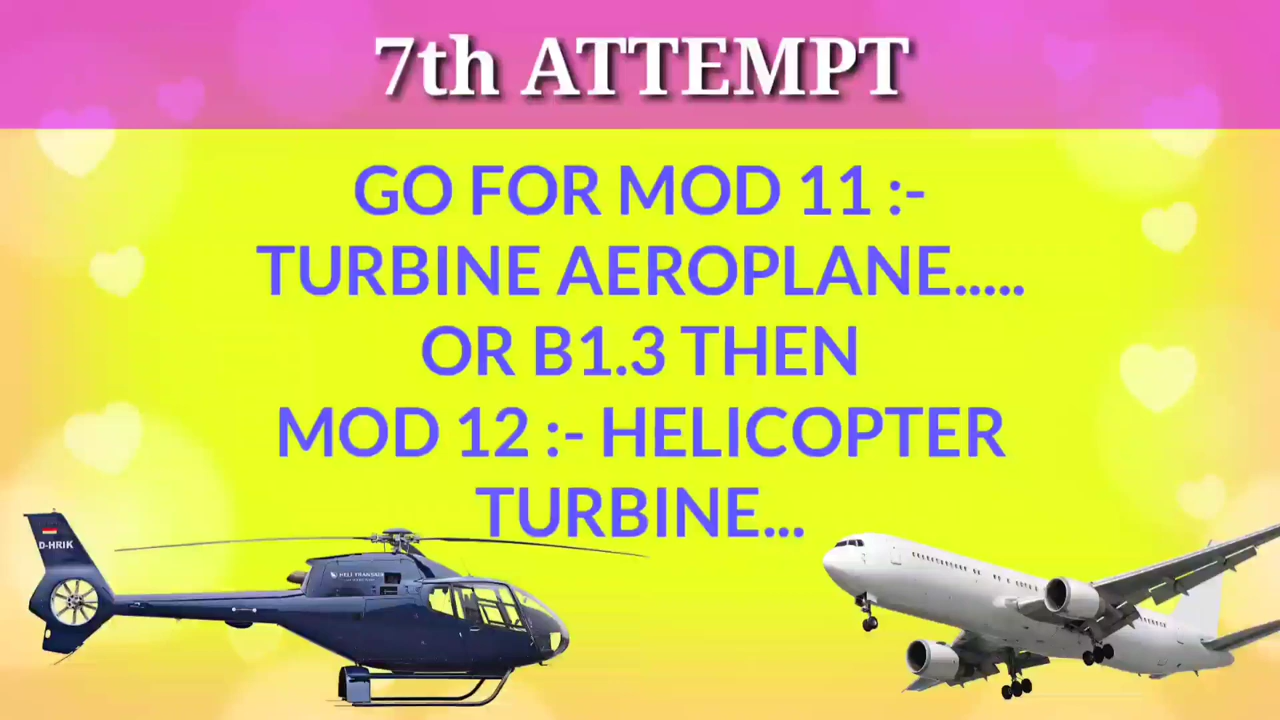 7th ATTEMPT
GO FOR MOD 11 :-
TURBINE AEROPLANE.....
OR B1.3 THEN
MOD 12 :- HELICOPTER
TURBINE...
D-HRIK